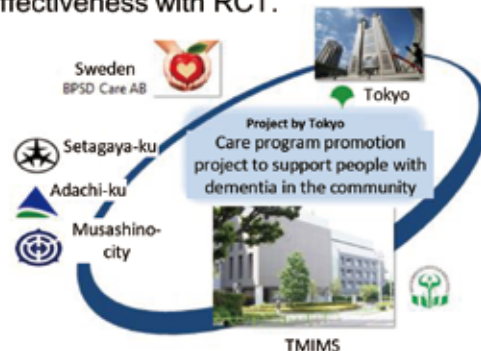 effectiveness with RCT.
Sweden
BPSD Care AB
Tokyo
Project by Tokyo
Care program promotion
project to support people with
dementia in the community
Setagaya-ku
Adachi-ku
Musashino-
city
TMIMS